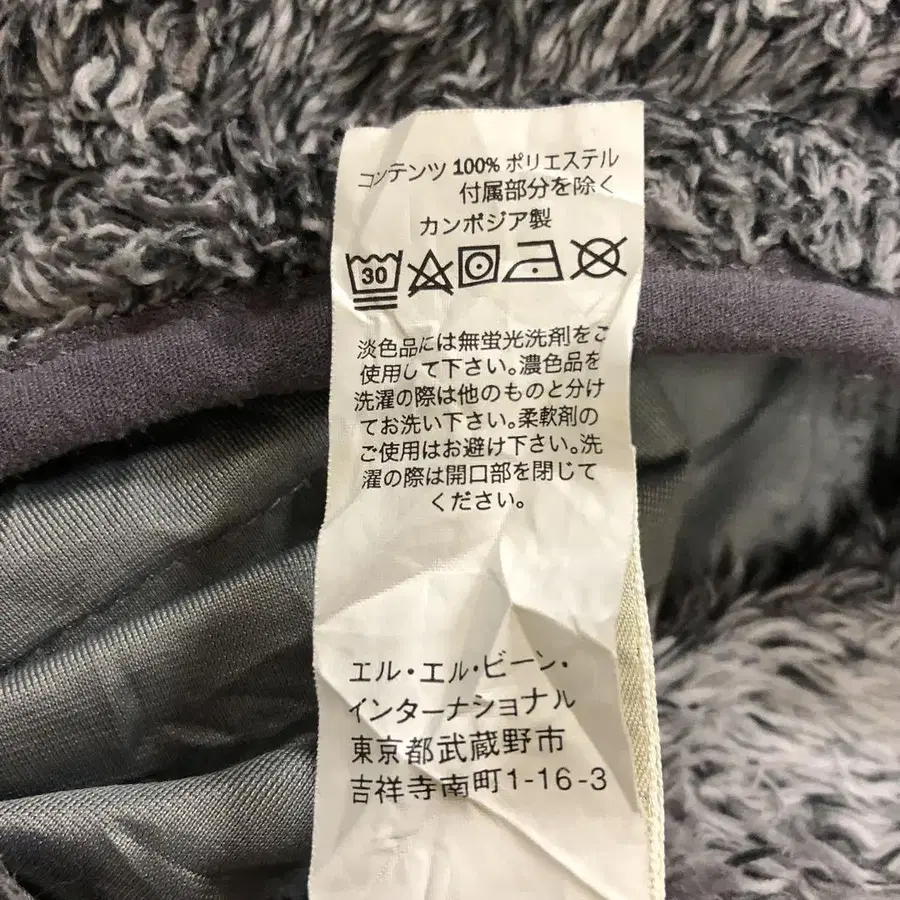 コンテンツ 100% ポリエステル
付属部分を除く
カンボジア製
30
淡色品には無蛍光洗剤をご
使用して下さい。濃色品を
洗濯の際は他のものと分け
てお洗い下さい。柔軟剤の
ご使用はお避け下さい。洗
濯の際は開口部を閉じて
ください。
エル・エル・ビーン・
インターナショナル
東京都武蔵野市
吉祥寺南町1-16-3